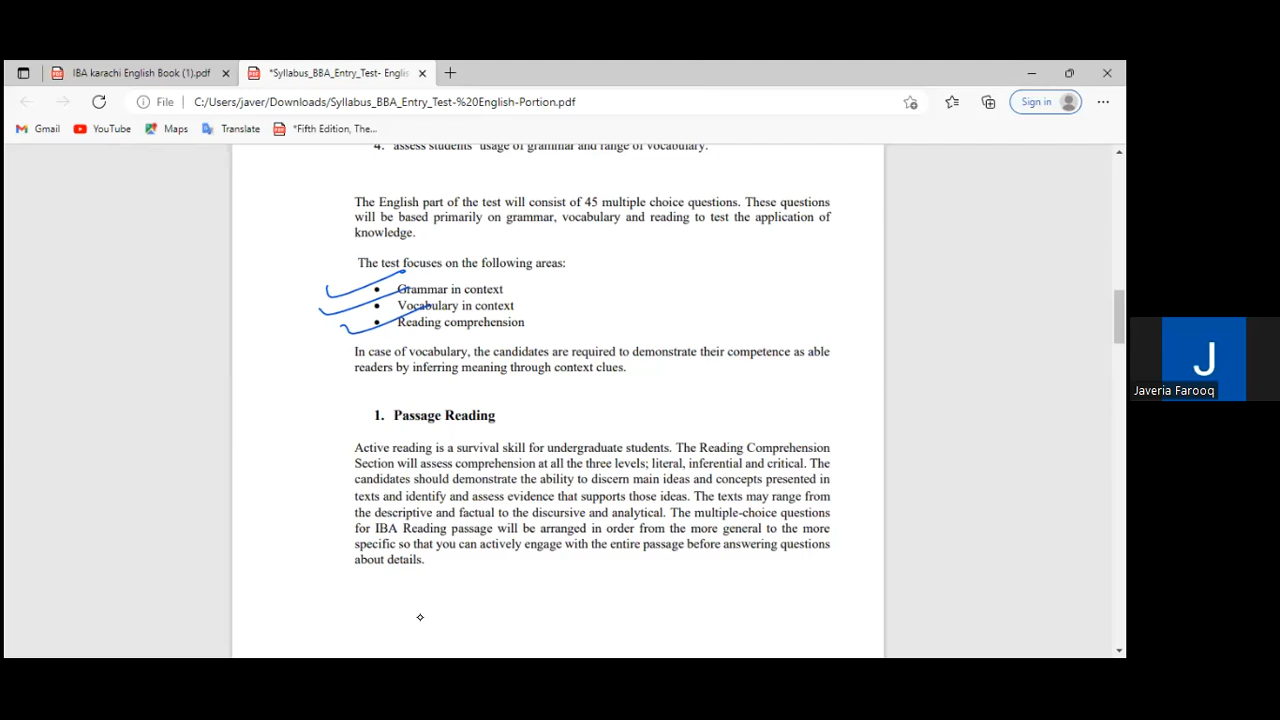 IBA karachi English Book (1).pdf
*Syllabus_BBA_Entry_Test- Englis
File
C:/Users/javer/Downloads/Syllabus_BBA_Entry_Test-%20English-Portion.pdf
Sign in
Gmail
YouTube
Maps
Translate
*Fifth Edition, The...
4. assess students' usage of grammar and range of vocabulary.
The English part of the test will consist of 45 multiple choice questions. These questions
will be based primarily on grammar, vocabulary and reading to test the application of
knowledge.
The test focuses on the following areas:
• Grammar in context
• Vocabulary in context
• Reading comprehension
In case of vocabulary, the candidates are required to demonstrate their competence as able
readers by inferring meaning through context clues.
1. Passage Reading
Active reading is a survival skill for undergraduate students. The Reading Comprehension
Section will assess comprehension at all the three levels; literal, inferential and critical. The
candidates should demonstrate the ability to discern main ideas and concepts presented in
texts and identify and assess evidence that supports those ideas. The texts may range from
the descriptive and factual to the discursive and analytical. The multiple-choice questions
for IBA Reading passage will be arranged in order from the more general to the more
specific so that you can actively engage with the entire passage before answering questions
about details.
J
Javeria Farooq